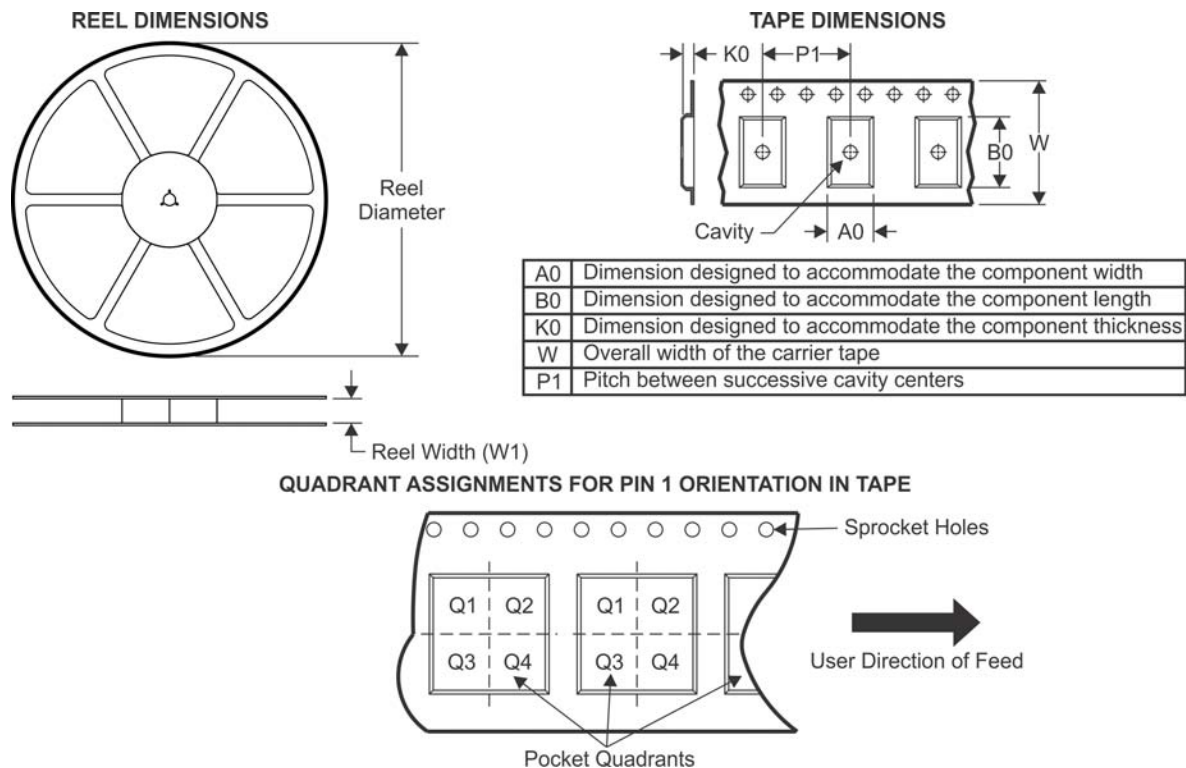 REEL DIMENSIONS
TAPE DIMENSIONS
K0
P1
Reel
Diameter
B0
W
Cavity
A0
A0 Dimension designed to accommodate the component width
B0 Dimension designed to accommodate the component length
K0 Dimension designed to accommodate the component thickness
W Overall width of the carrier tape
P1 Pitch between successive cavity centers
Reel Width (W1)
QUADRANT ASSIGNMENTS FOR PIN 1 ORIENTATION IN TAPE
Sprocket Holes
Q1 Q2 Q1 Q2
Q3 Q4 Q3 Q4
User Direction of Feed
Pocket Quadrants